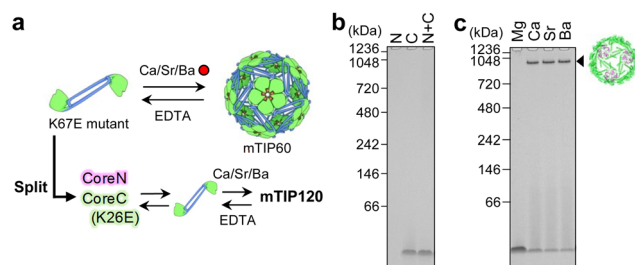 a
Ca/Sr/Ba
EDTA
K67E mutant
mTIP60
Split
CoreN
CoreC
(K26E)
Ca/Sr/Ba
EDTA
mTIP120
b
(kDa)
N
C
N+C
1236
1048
720
480
242
146
66
c
(kDa)
Mg
Ca
Sr
Ba
1236
1048
720
480
242
146
66